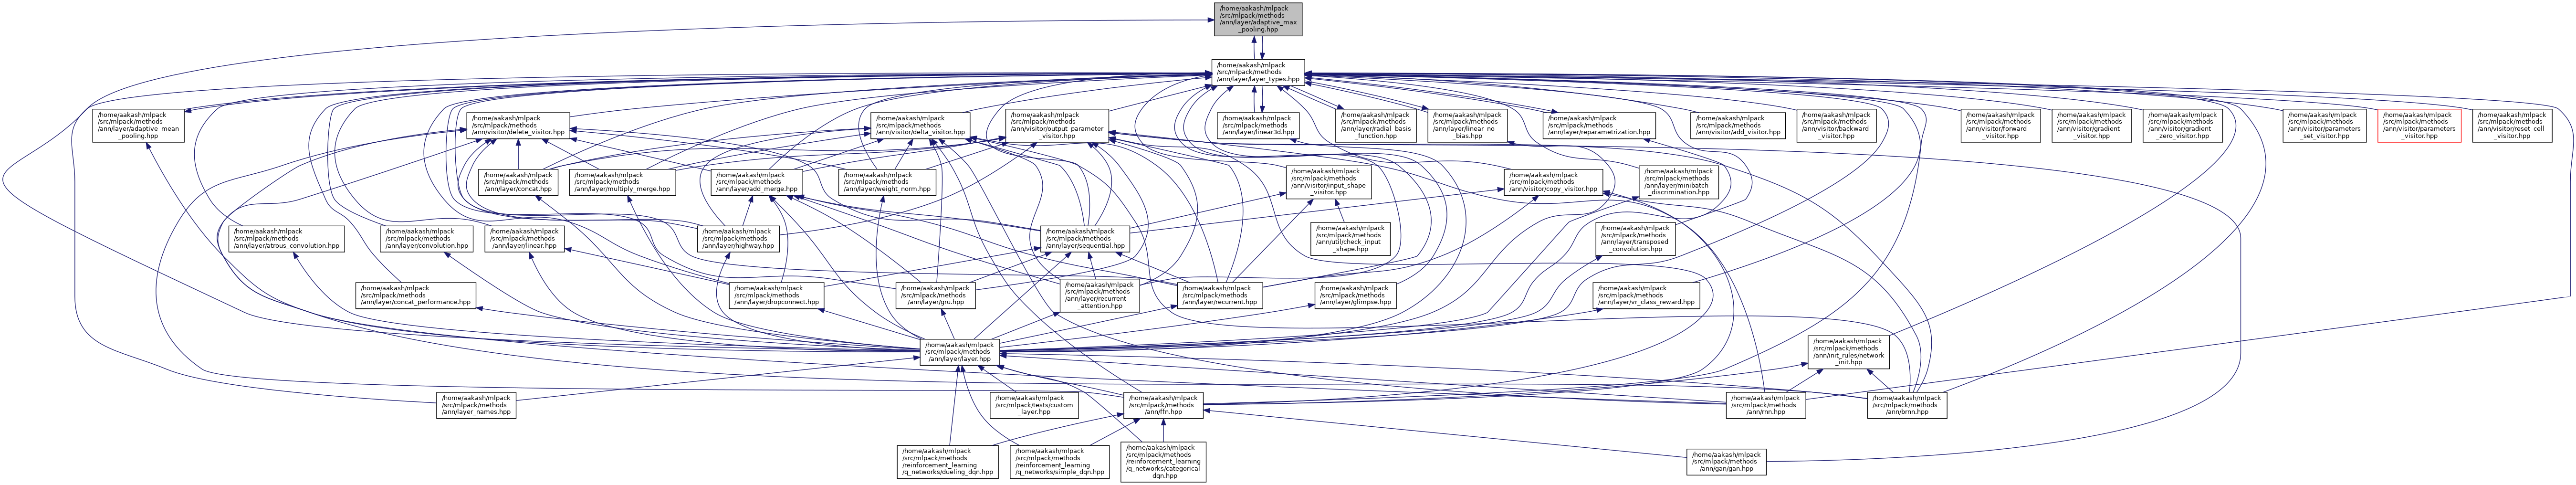 /home/aakash/mlpack
/src/mlpack/methods
/ann/layer/adaptive_max
_pooling.hpp
/home/aakash/mlpack
/src/mlpack/methods
/ann/layer/layer_types.hpp
/home/aakash/mlpack
/src/mlpack/methods
/ann/layer/adaptive_mean
_pooling.hpp
/home/aakash/mlpack
/src/mlpack/methods
/ann/visitor/delete_visitor.hpp
/home/aakash/mlpack
/src/mlpack/methods
/ann/visitor/delta_visitor.hpp
/home/aakash/mlpack
/src/mlpack/methods
/ann/visitor/output_parameter
_visitor.hpp
/home/aakash/mlpack
/src/mlpack/methods
/ann/layer/linear3d.hpp
/home/aakash/mlpack
/src/mlpack/methods
/ann/layer/radial_basis
_function.hpp
/home/aakash/mlpack
/src/mlpack/methods
/ann/layer/linear_no
_bias.hpp
/home/aakash/mlpack
/src/mlpack/methods
/ann/layer/reparametrization.hpp
/home/aakash/mlpack
/src/mlpack/methods
/ann/visitor/add_visitor.hpp
/home/aakash/mlpack
/src/mlpack/methods
/ann/visitor/backward
_visitor.hpp
/home/aakash/mlpack
/src/mlpack/methods
/ann/visitor/forward
_visitor.hpp
/home/aakash/mlpack
/src/mlpack/methods
/ann/visitor/gradient
_visitor.hpp
/home/aakash/mlpack
/src/mlpack/methods
/ann/visitor/gradient
_zero_visitor.hpp
/home/aakash/mlpack
/src/mlpack/methods
/ann/visitor/parameters
_set_visitor.hpp
/home/aakash/mlpack
/src/mlpack/methods
/ann/visitor/parameters
_visitor.hpp
/home/aakash/mlpack
/src/mlpack/methods
/ann/visitor/reset_cell
_visitor.hpp
/home/aakash/mlpack
/src/mlpack/methods
/ann/layer/concat.hpp
/home/aakash/mlpack
/src/mlpack/methods
/ann/layer/multiply_merge.hpp
/home/aakash/mlpack
/src/mlpack/methods
/ann/layer/add_merge.hpp
/home/aakash/mlpack
/src/mlpack/methods
/ann/layer/weight_norm.hpp
/home/aakash/mlpack
/src/mlpack/methods
/ann/visitor/input_shape
_visitor.hpp
/home/aakash/mlpack
/src/mlpack/methods
/ann/visitor/copy_visitor.hpp
/home/aakash/mlpack
/src/mlpack/methods
/ann/layer/minibatch
_discrimination.hpp
/home/aakash/mlpack
/src/mlpack/methods
/ann/layer/atrous_convolution.hpp
/home/aakash/mlpack
/src/mlpack/methods
/ann/layer/convolution.hpp
/home/aakash/mlpack
/src/mlpack/methods
/ann/layer/linear.hpp
/home/aakash/mlpack
/src/mlpack/methods
/ann/layer/highway.hpp
/home/aakash/mlpack
/src/mlpack/methods
/ann/layer/sequential.hpp
/home/aakash/mlpack
/src/mlpack/methods
/ann/util/check_input
_shape.hpp
/home/aakash/mlpack
/src/mlpack/methods
/ann/layer/transposed
_convolution.hpp
/home/aakash/mlpack
/src/mlpack/methods
/ann/layer/concat_performance.hpp
/home/aakash/mlpack
/src/mlpack/methods
/ann/layer/dropconnect.hpp
/home/aakash/mlpack
/src/mlpack/methods
/ann/layer/gru.hpp
/home/aakash/mlpack
/src/mlpack/methods
/ann/layer/recurrent
_attention.hpp
/home/aakash/mlpack
/src/mlpack/methods
/ann/layer/recurrent.hpp
/home/aakash/mlpack
/src/mlpack/methods
/ann/layer/glimpse.hpp
/home/aakash/mlpack
/src/mlpack/methods
/ann/layer/vr_class_reward.hpp
/home/aakash/mlpack
/src/mlpack/methods
/ann/layer/layer.hpp
/home/aakash/mlpack
/src/mlpack/methods
/ann/init_rules/network
_init.hpp
/home/aakash/mlpack
/src/mlpack/methods
/ann/layer_names.hpp
/home/aakash/mlpack
/src/mlpack/tests/custom
_layer.hpp
/home/aakash/mlpack
/src/mlpack/methods
/ann/ffn.hpp
/home/aakash/mlpack
/src/mlpack/methods
/ann/rnn.hpp
/home/aakash/mlpack
/src/mlpack/methods
/ann/brnn.hpp
/home/aakash/mlpack
/src/mlpack/methods
/reinforcement_learning
/q_networks/dueling_dqn.hpp
/home/aakash/mlpack
/src/mlpack/methods
/reinforcement_learning
/q_networks/simple_dqn.hpp
/home/aakash/mlpack
/src/mlpack/methods
/reinforcement_learning
/q_networks/categorical
_dqn.hpp
/home/aakash/mlpack
/src/mlpack/methods
/ann/gan/gan.hpp